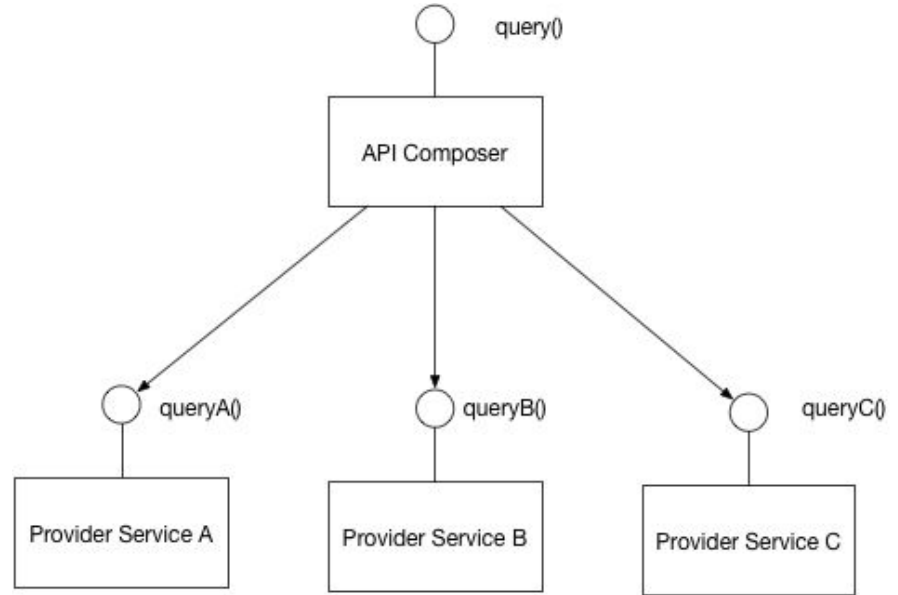 query()
API Composer
queryA()
queryB()
queryC()
Provider Service A
Provider Service B
Provider Service C